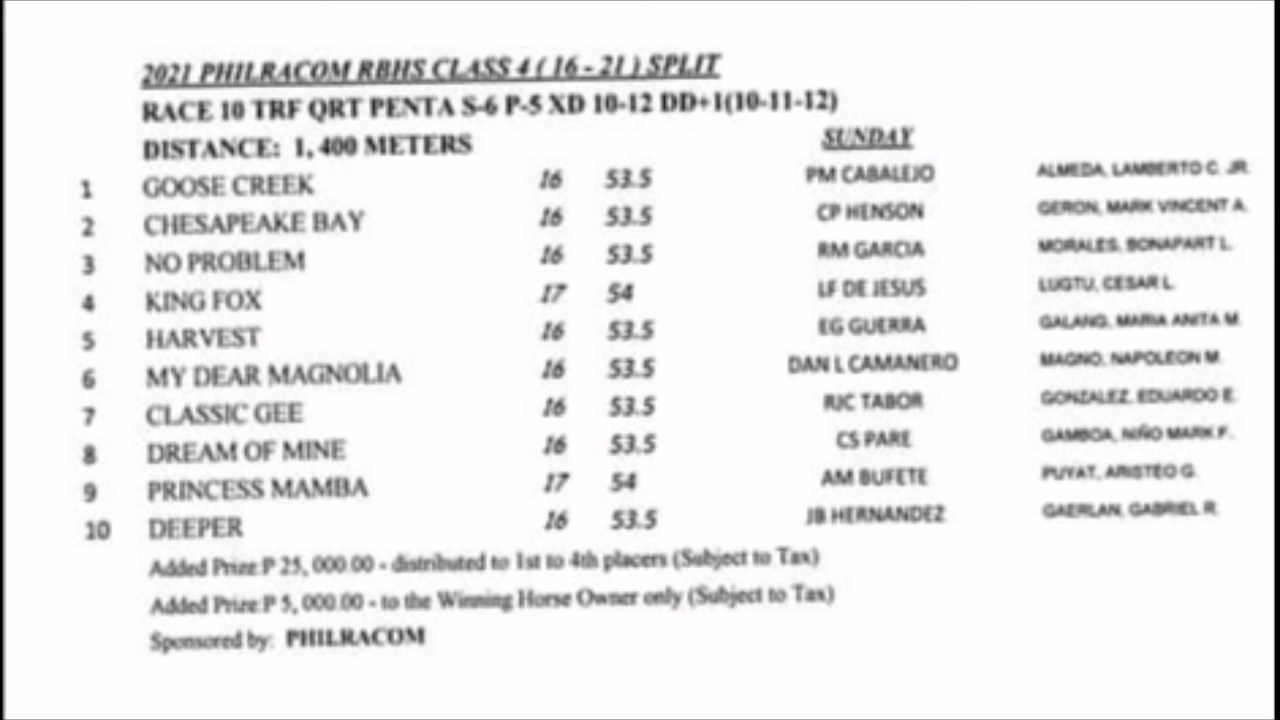 2021 PHILRACOM RBHS CLASS 4 ( 16 - 21 ) SPLIT
RACE 10 TRF QRT PENTA S-6 P-5 XD 10-12 DD+1(10-11-12)
DISTANCE: 1, 400 METERS SUNDAY
1 GOOSE CREEK 16 53.5 PM CABALEJO ALMEDA, LAMBERTO C. JR.
2 CHESAPEAKE BAY 16 53.5 CP HENSON GERON, MARK VINCENT A.
3 NO PROBLEM 16 53.5 RM GARCIA MORALES, BONAPART L.
4 KING FOX 17 54 LF DE JESUS LUGTU, CESAR L.
5 HARVEST 16 53.5 EG GUERRA GALANG, MARIA ANITA M.
6 MY DEAR MAGNOLIA 16 53.5 DAN L CAMANERO MAGNO, NAPOLEON M.
7 CLASSIC GEE 16 53.5 RJC TABOR GONZALEZ, EDUARDO E.
8 DREAM OF MINE 16 53.5 CS PARE GAMBOA, NIÑO MARK F.
9 PRINCESS MAMBA 17 54 AM BUFETE PUYAT, ARISTEO G.
10 DEEPER 16 53.5 JB HERNANDEZ GAERLAN, GABRIEL R.
Added Prize:P 25, 000.00 - distributed to 1st to 4th placers (Subject to Tax)
Added Prize:P 5, 000.00 - to the Winning Horse Owner only (Subject to Tax)
Sponsored by: PHILRACOM